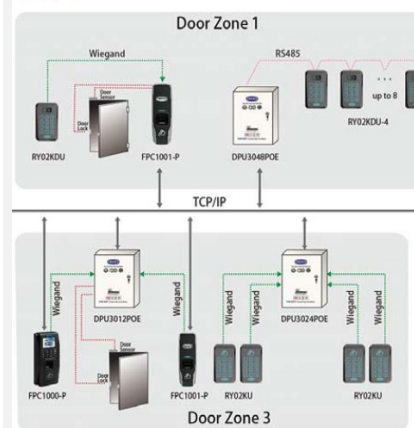 Door Zone 1
Wiegand
RS485
Door
Sensor
Door
Lock
up to 8
RY02KDU
FPC1001-P
DPU3048POE
RY02KDU-4
TCP/IP
Wiegand
DPU3012POE
Wiegand
Wiegand
Wiegand
DPU3024POE
Wiegand
Wiegand
Door
Sensor
Door
Lock
FPC1000-P
FPC1001-P
RY02KU
RY02KU
Door Zone 3